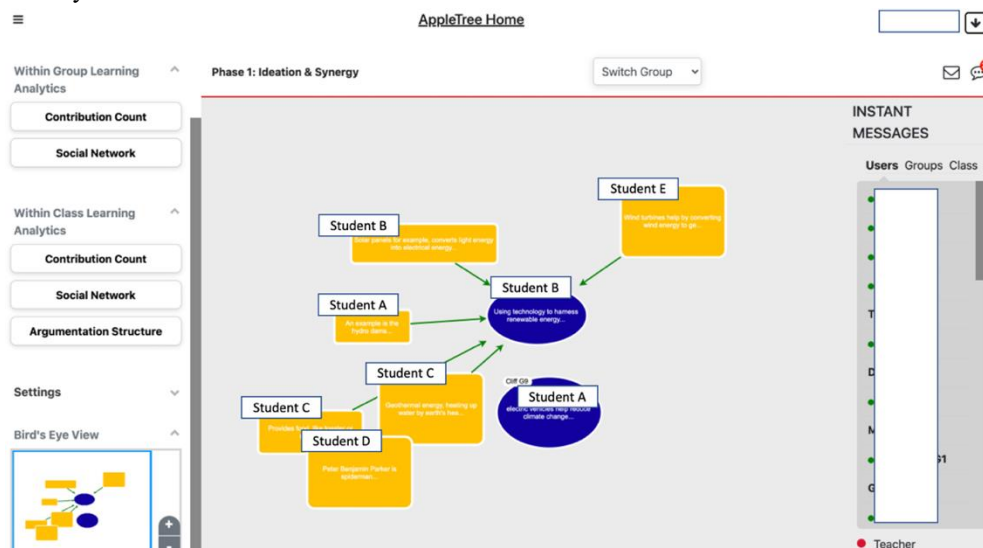 AppleTree Home
Within Group Learning
Analytics
Contribution Count
Social Network
Within Class Learning
Analytics
Contribution Count
Social Network
Argumentation Structure
Settings
Bird's Eye View
Phase 1: Ideation & Synergy
Switch Group
Student E
Wind turbines help by converting
wind energy to ge...
Student B
Solar panels for example, converts light energy
into electrical energy...
Student B
Using technology to harness
renewable energy...
Student A
An example is the
hydro dams...
Student C
Geothermal energy, heating up
water by earth's hea...
Cliff G9
Student A
electric vehicles help reduce
climate change...
Student C
Student D
Peter Benjamin Parker is
spiderman...
INSTANT
MESSAGES
Users Groups Class
T
D
M
G1
G
Teacher